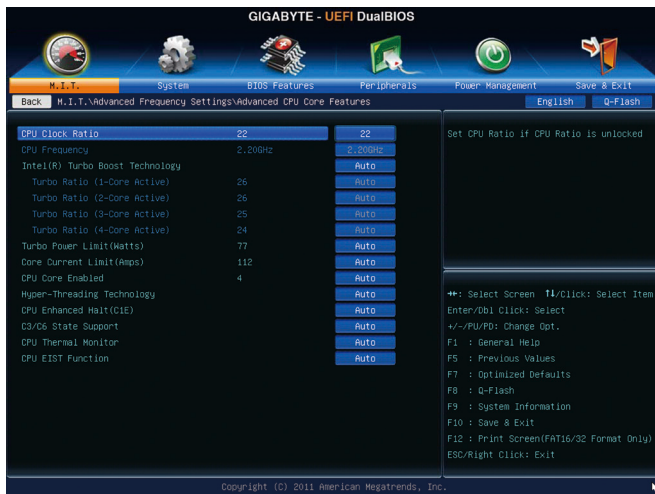 GIGABYTE - UEFI DualBIOS
M.I.T. System BIOS Features Peripherals Power Management Save & Exit
Back M.I.T.\Advanced Frequency Settings\Advanced CPU Core Features English Q-Flash
CPU Clock Ratio 22 22 Set CPU Ratio if CPU Ratio is unlocked
CPU Frequency 2.20GHz 2.20GHz
Intel(R) Turbo Boost Technology Auto
Turbo Ratio (1-Core Active) 26 Auto
Turbo Ratio (2-Core Active) 26 Auto
Turbo Ratio (3-Core Active) 25 Auto
Turbo Ratio (4-Core Active) 24 Auto
Turbo Power Limit(Watts) 77 Auto
Core Current Limit(Amps) 112 Auto
CPU Core Enabled 4 Auto
Hyper-Threading Technology Auto
CPU Enhanced Halt(C1E) Auto
C3/C6 State Support Auto
CPU Thermal Monitor Auto
CPU EIST Function Auto
→←: Select Screen ↑↓/Click: Select Item
Enter/Dbl Click: Select
+/-/PU/PD: Change Opt.
F1 : General Help
F5 : Previous Values
F7 : Optimized Defaults
F8 : Q-Flash
F9 : System Information
F10 : Save & Exit
F12 : Print Screen(FAT16/32 Format Only)
ESC/Right Click: Exit
Copyright (C) 2011 American Megatrends, Inc.